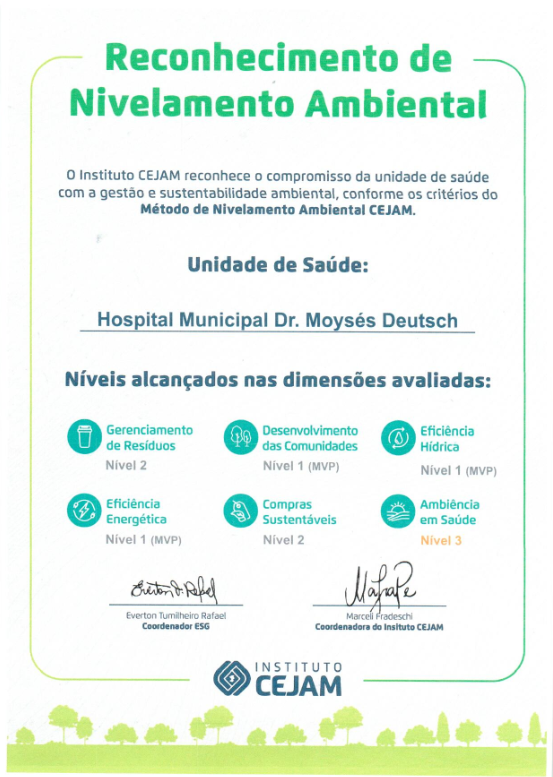 Reconhecimento de
Nivelamento Ambiental
O Instituto CEJAM reconhece o compromisso da unidade de saúde
com a gestão e sustentabilidade ambiental, conforme os critérios do
Método de Nivelamento Ambiental CEJAM.
Unidade de Saúde:
Hospital Municipal Dr. Moysés Deutsch
Níveis alcançados nas dimensões avaliadas:
Gerenciamento
de Resíduos
Nível 2
Desenvolvimento
das Comunidades
Nível 1 (MVP)
Eficiência
Hídrica
Nível 1 (MVP)
Eficiência
Energética
Nível 1 (MVP)
Compras
Sustentáveis
Nível 2
Ambiência
em Saúde
Nível 3
Everton Tumilheiro Rafael
Coordenador ESG
Marceli Fradeschi
Coordenadora do Insituto CEJAM
INSTITUTO
CEJAM